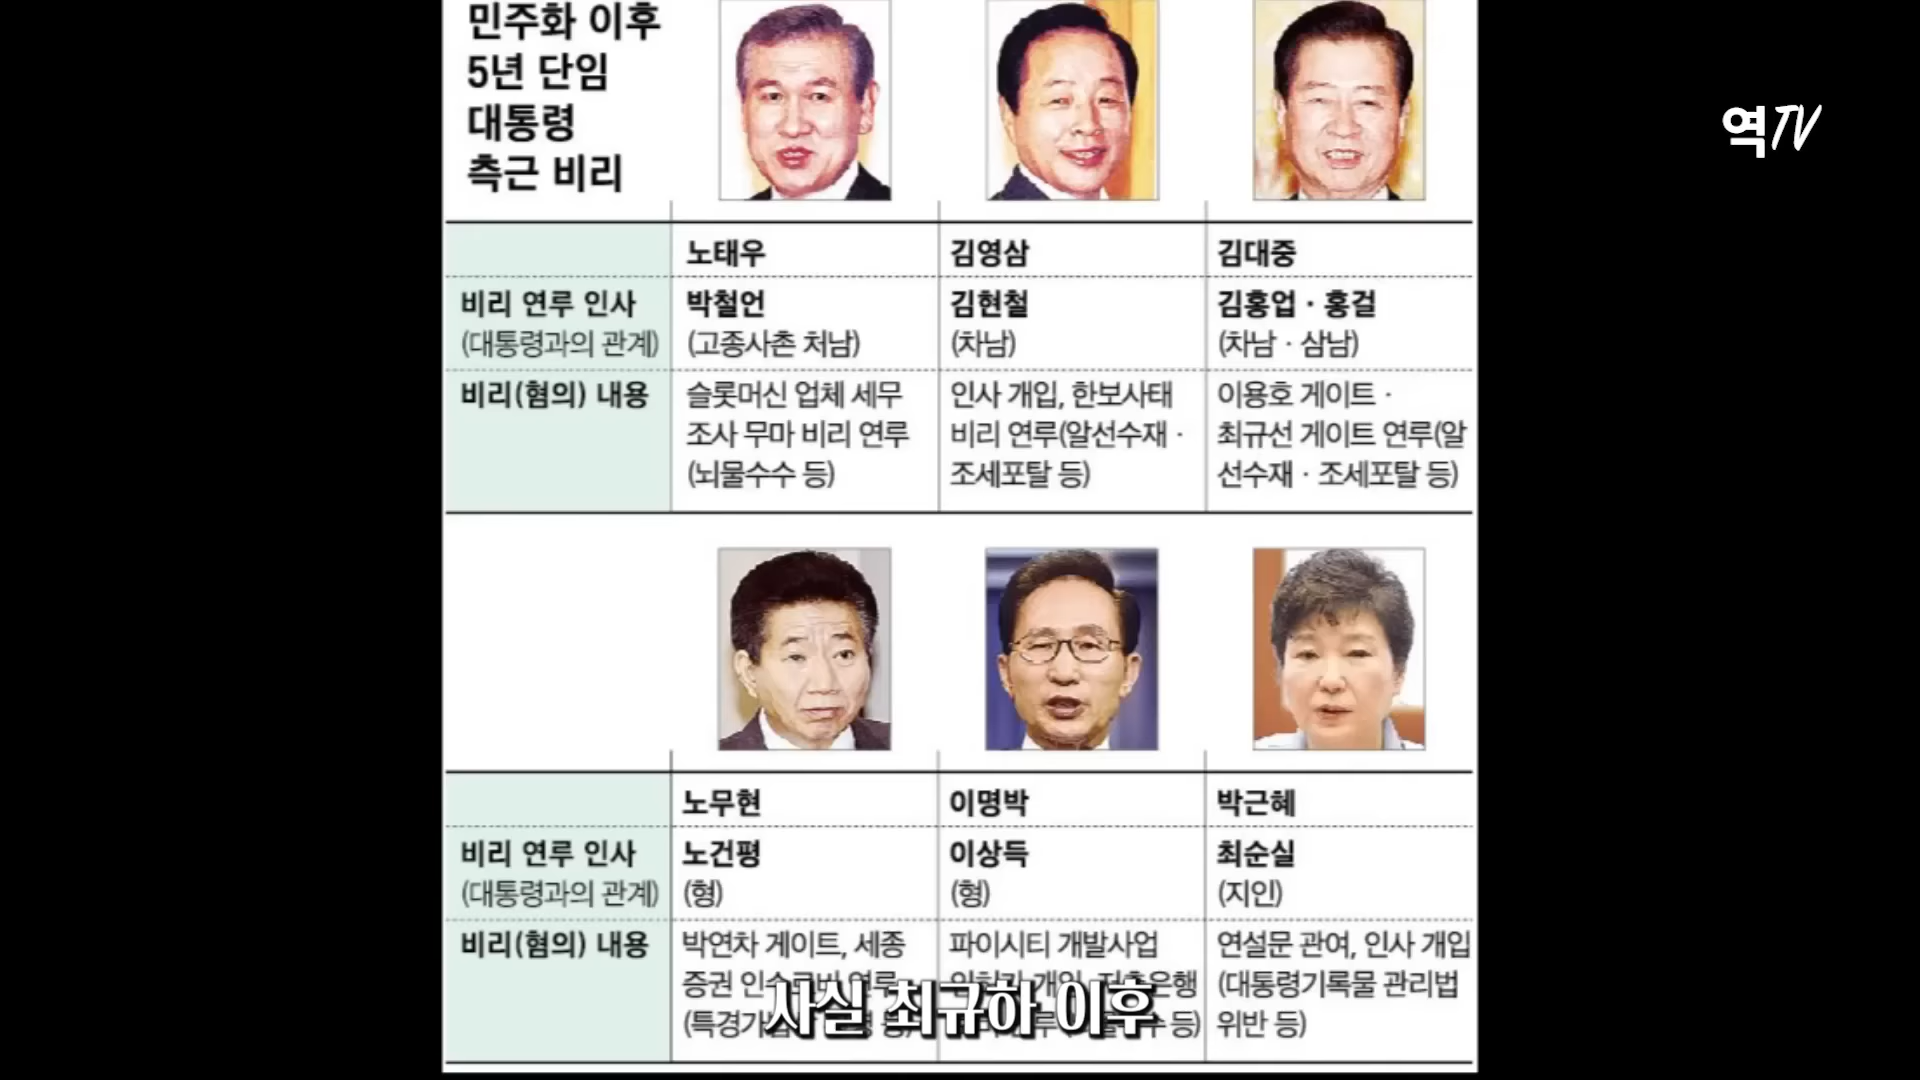 민주화 이후
5년 단임
대통령
측근 비리
역TV
노태우 김영삼 김대중
비리 연루 인사 박철언 김현철 김홍업 · 홍걸
(대통령과의 관계) (고종사촌 처남) (차남) (차남 · 삼남)
비리(혐의) 내용 슬롯머신 업체 세무 인사 개입, 한보사태 이용호 게이트 ·
조사 무마 비리 연루 비리 연루(알선수재 · 최규선 게이트 연루(알
(뇌물수수 등) 조세포탈 등) 선수재 · 조세포탈 등)
노무현 이명박 박근혜
비리 연루 인사 노건평 이상득 최순실
(대통령과의 관계) (형) (형) (지인)
비리(혐의) 내용 박연차 게이트, 세종 파이시티 개발사업 연설문 관여, 인사 개입
증권 (대통령기록물 관리법
등) 위반 등)
사실 최규하 이후